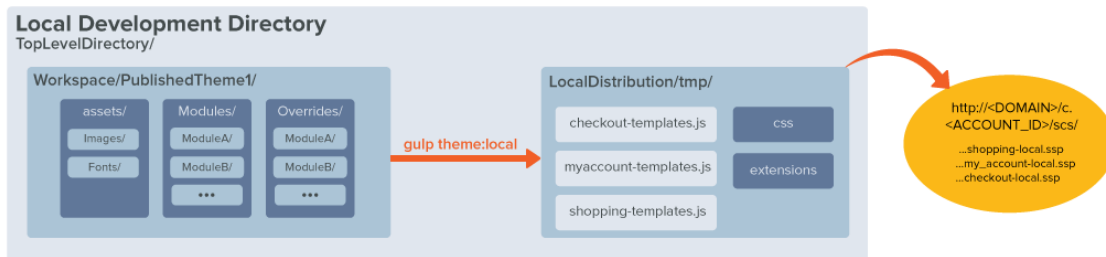 Local Development Directory
TopLevelDirectory/
Workspace/PublishedTheme1/
assets/
Images/
Fonts/
Modules/
ModuleA/
ModuleB/
•••
Overrides/
ModuleA/
ModuleB/
•••
gulp theme:local
LocalDistribution/tmp/
checkout-templates.js
myaccount-templates.js
shopping-templates.js
css
extensions
http://<DOMAIN>/c.
<ACCOUNT_ID>/scs/
...shopping-local.ssp
...my_account-local.ssp
...checkout-local.ssp